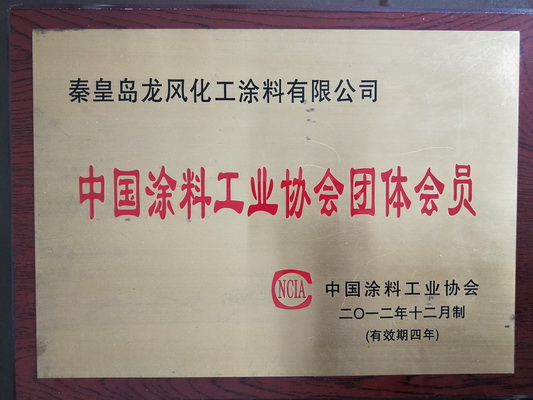 秦皇岛龙风化工涂料有限公司
中国涂料工业协会团体会员
NCIA
中国涂料工业协会
二〇一二年十二月制
(有效期四年)